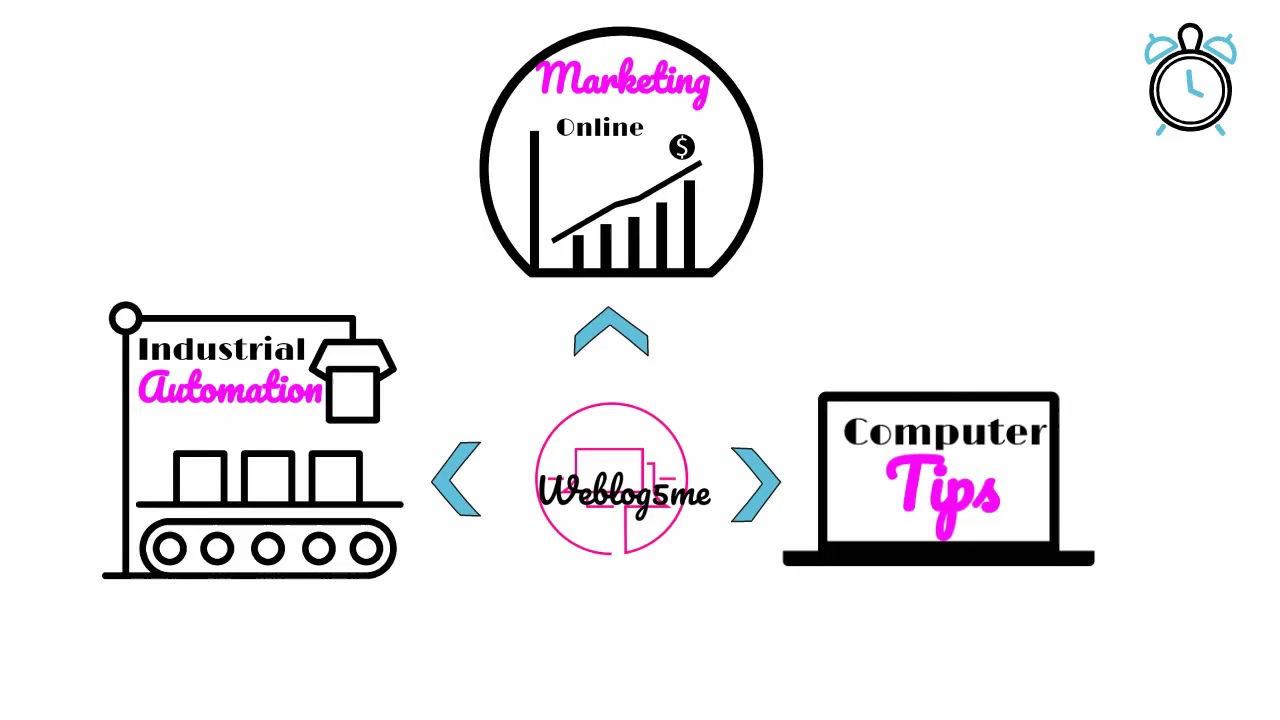 Marketing
Online
$
Industrial
Automation
Weblog5me
Computer
Tips